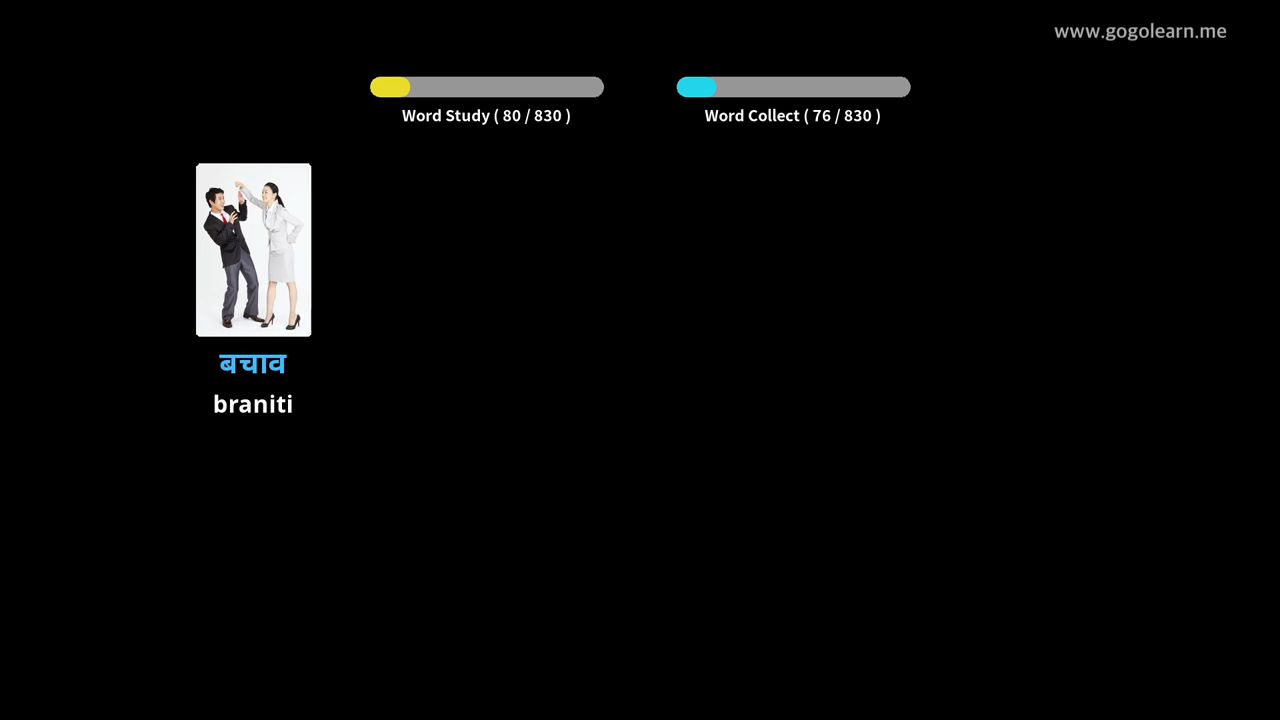 www.gogolearn.me
Word Study ( 80 / 830 )
Word Collect ( 76 / 830 )
बचाव
braniti